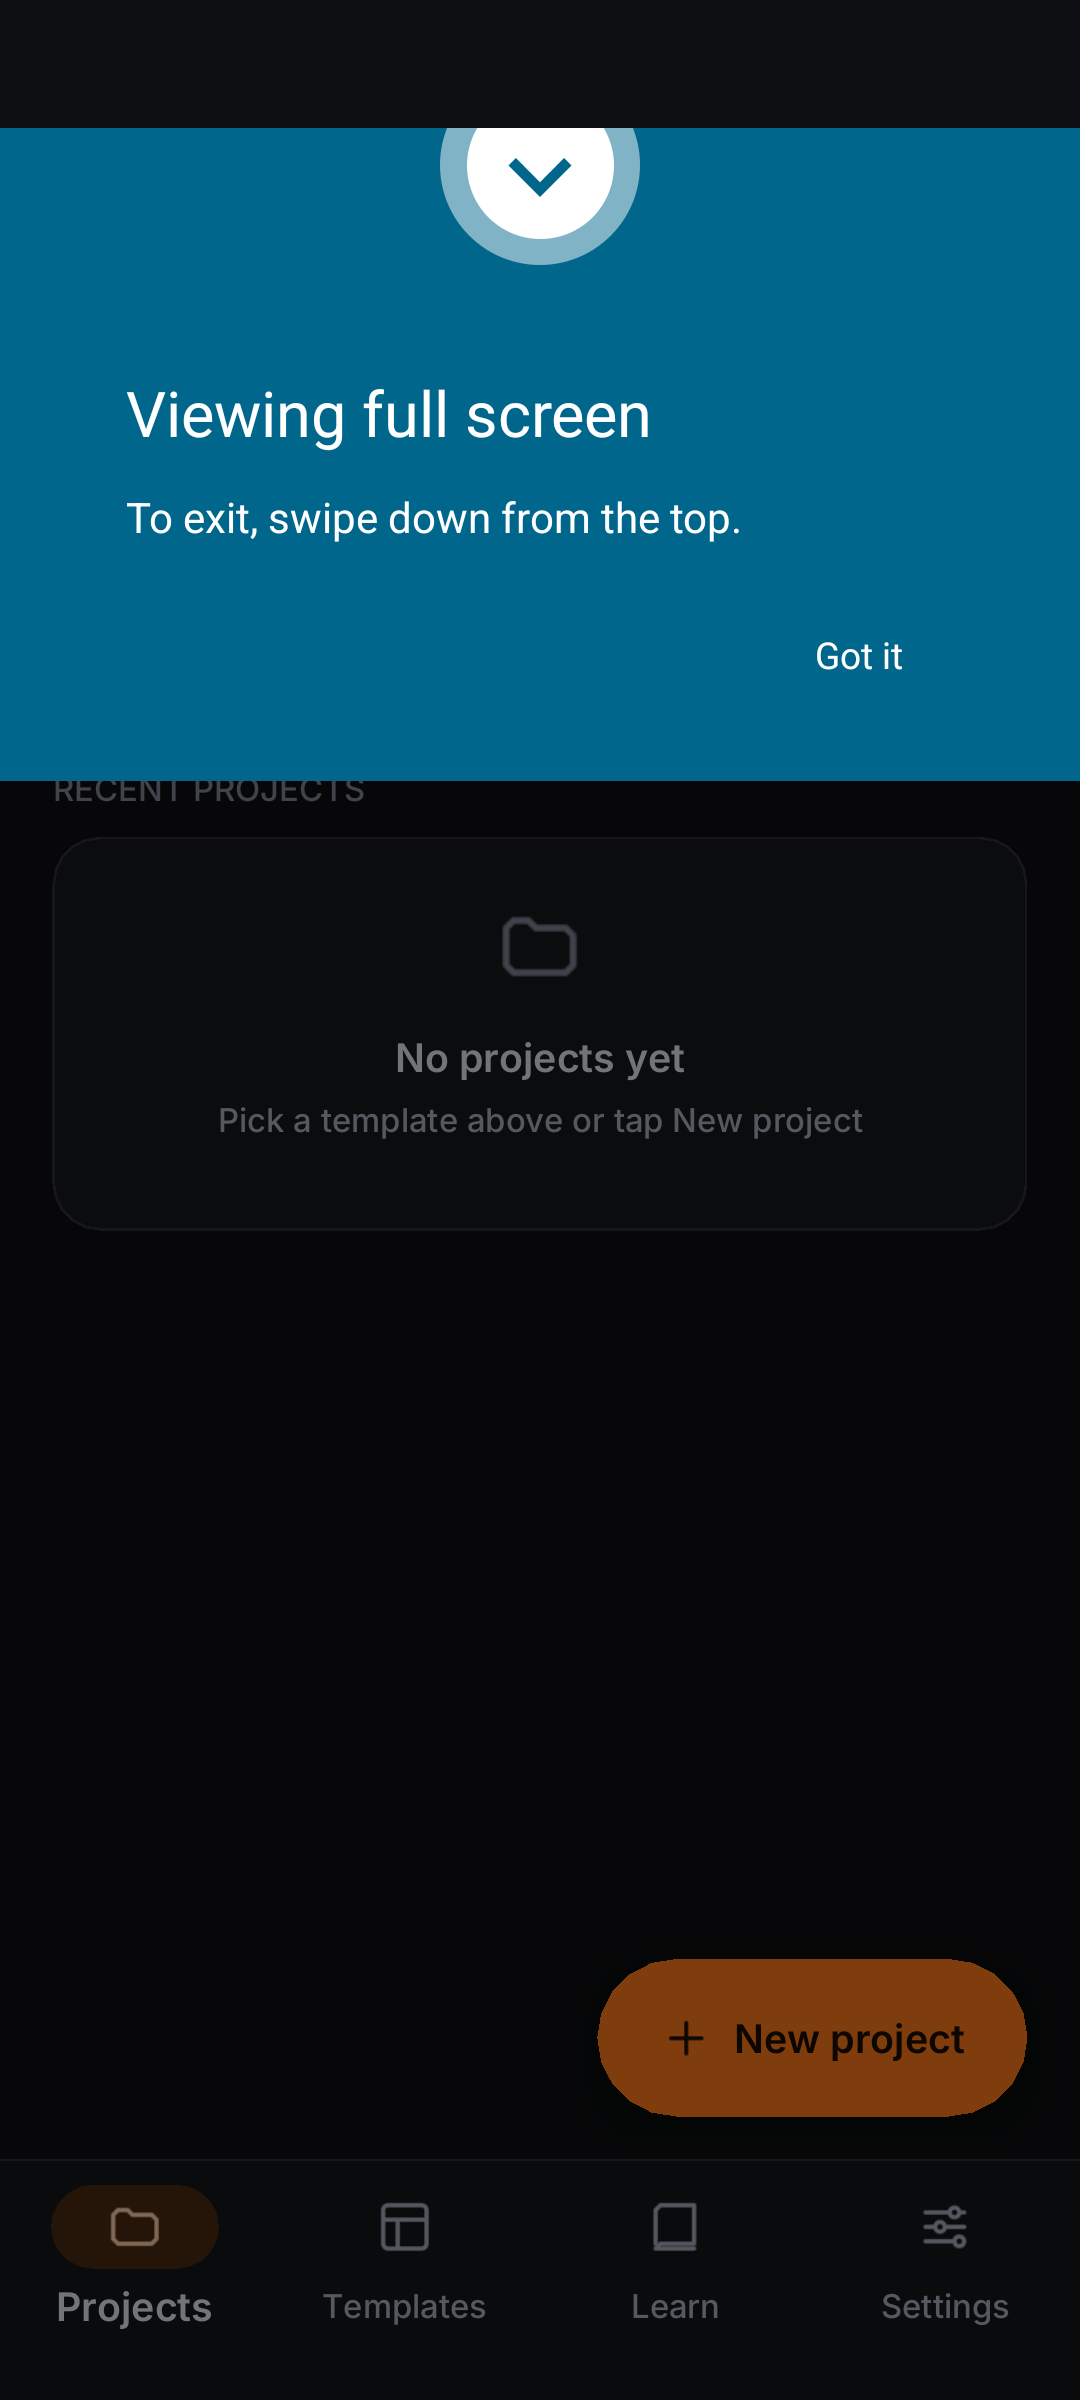 Viewing full screen
To exit, swipe down from the top.
Got it
RECENT PROJECTS
No projects yet
Pick a template above or tap New project
New project
Projects
Templates
Learn
Settings